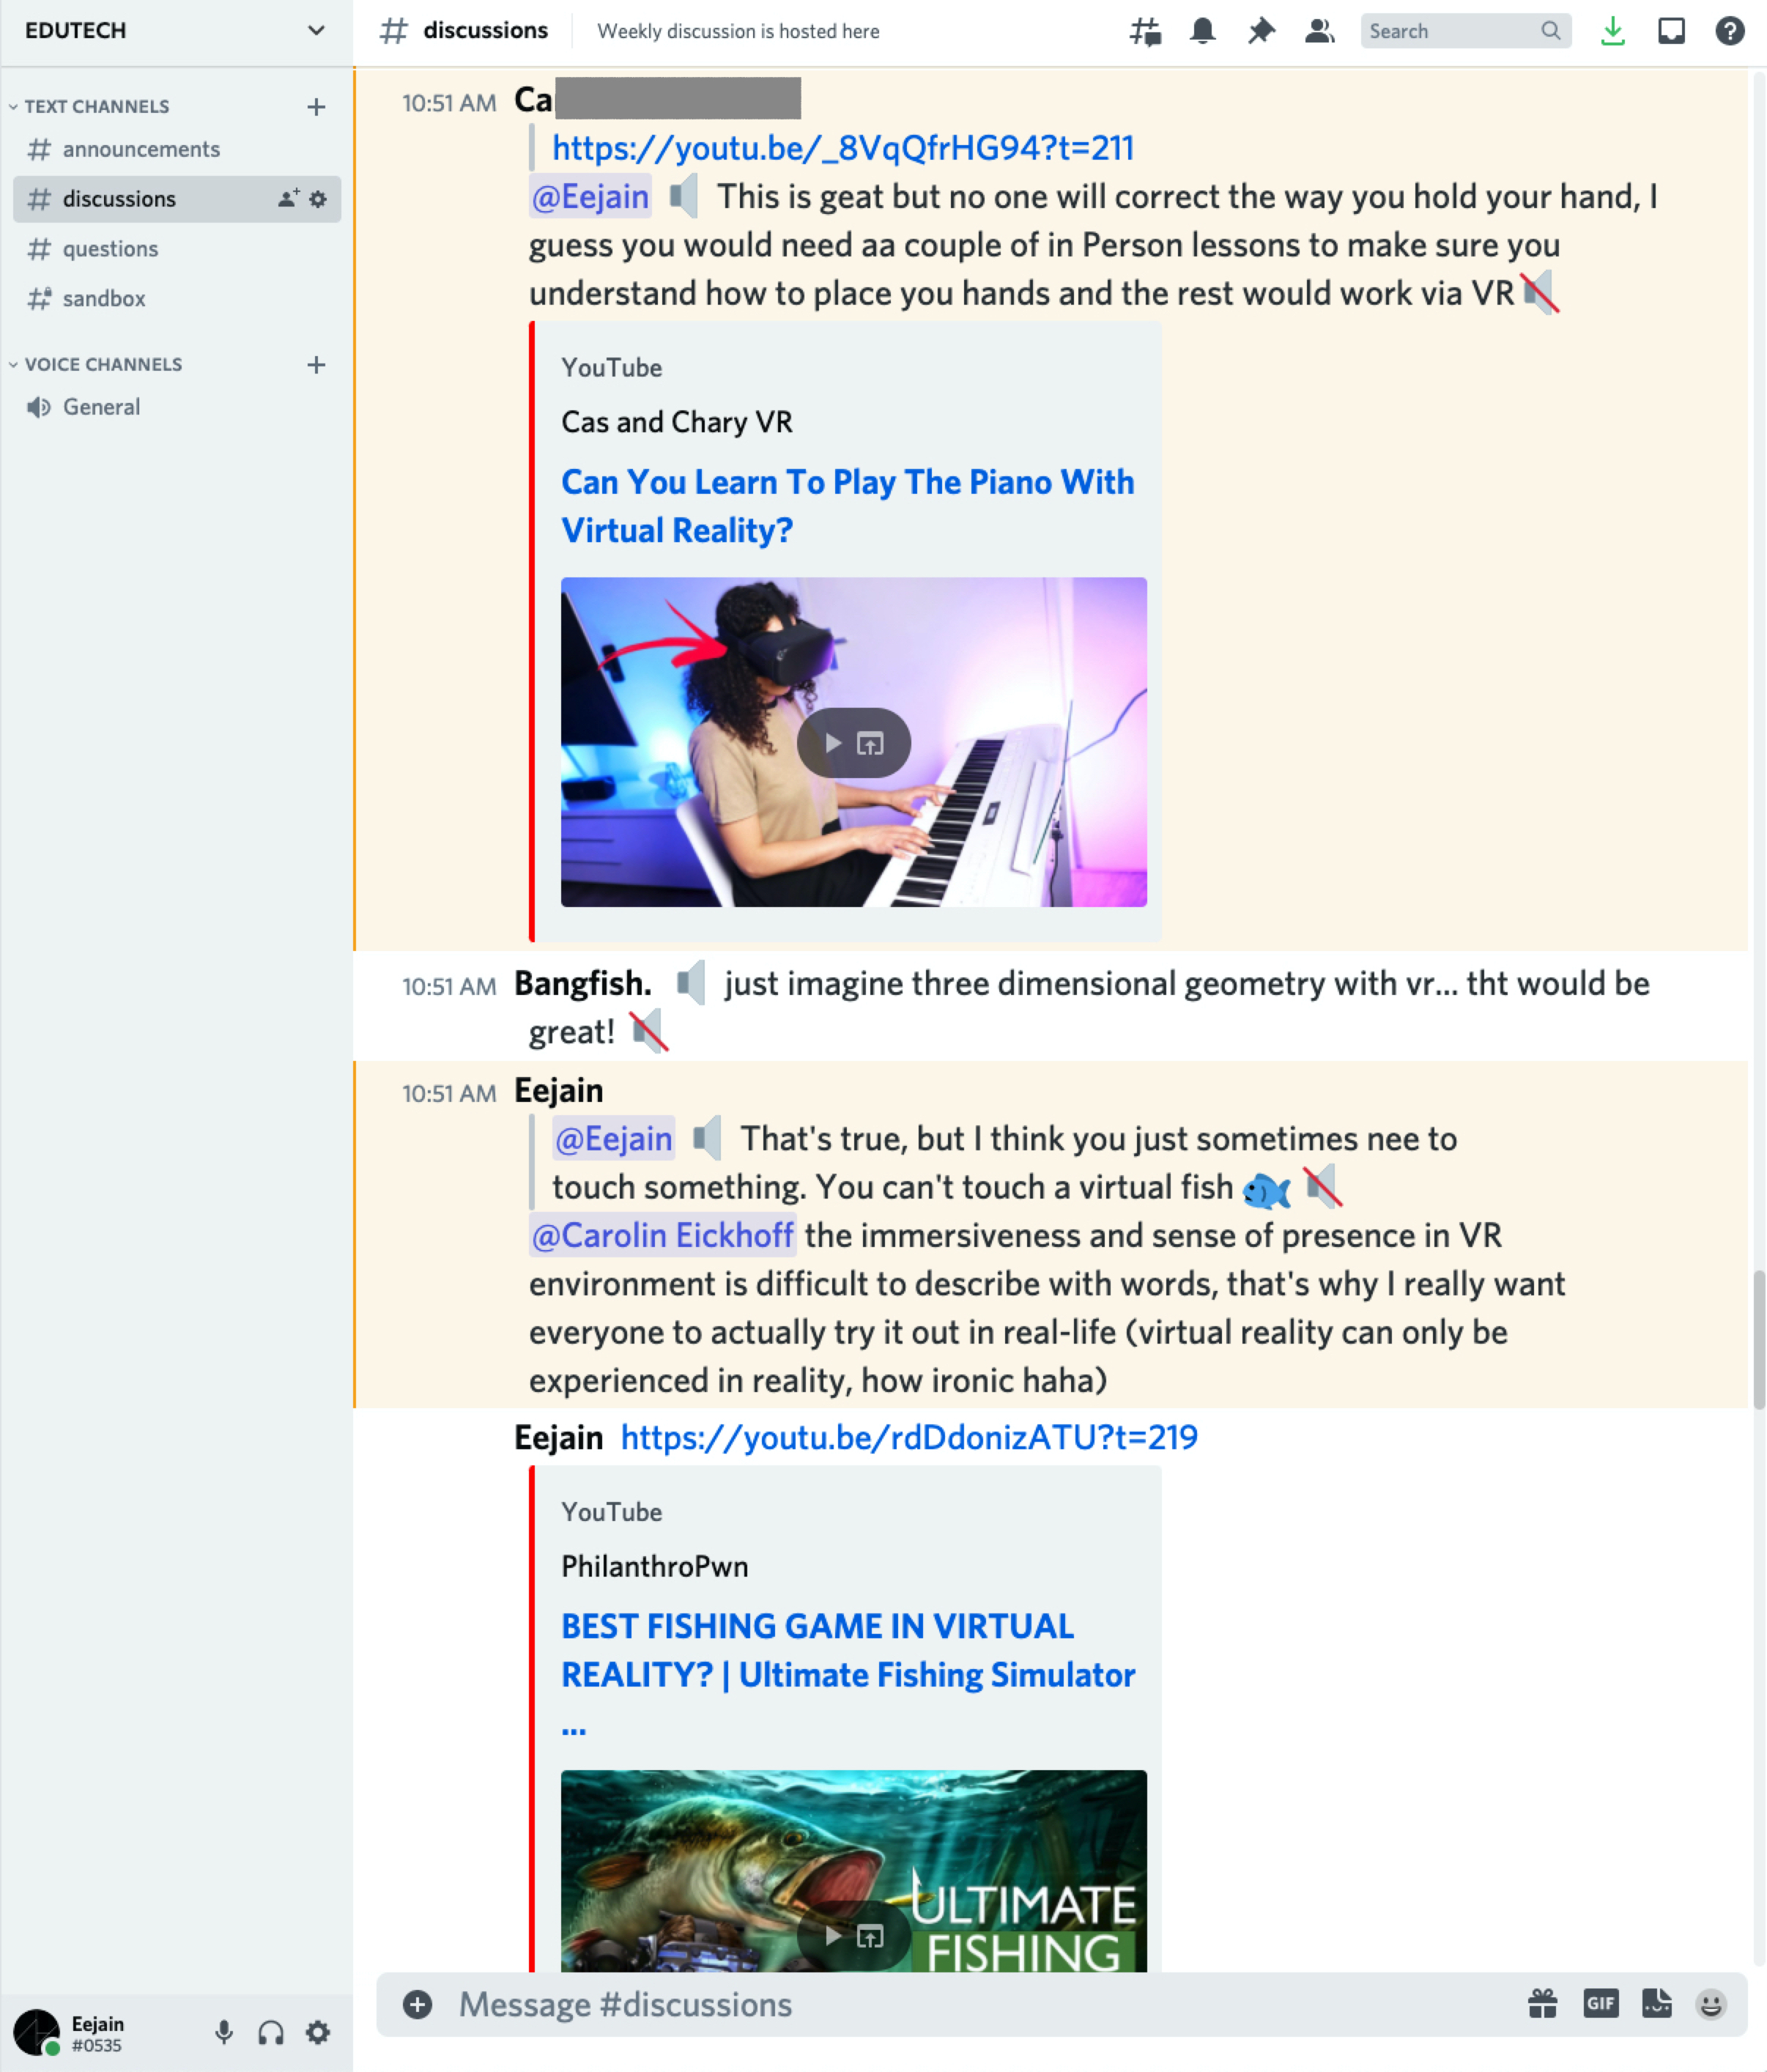 EDUTECH
# discussions
Weekly discussion is hosted here
Search
TEXT CHANNELS
announcements
discussions
questions
sandbox
VOICE CHANNELS
General
10:51 AM Ca
https://youtu.be/_8VqQfrHG94?t=211
@Eejain This is geat but no one will correct the way you hold your hand, I
guess you would need aa couple of in Person lessons to make sure you
understand how to place you hands and the rest would work via VR
YouTube
Cas and Chary VR
Can You Learn To Play The Piano With
Virtual Reality?
10:51 AM Bangfish. just imagine three dimensional geometry with vr... tht would be
great!
10:51 AM Eejain
@Eejain That's true, but I think you just sometimes nee to
touch something. You can't touch a virtual fish 🐟
@Carolin Eickhoff the immersiveness and sense of presence in VR
environment is difficult to describe with words, that's why I really want
everyone to actually try it out in real-life (virtual reality can only be
experienced in reality, how ironic haha)
Eejain https://youtu.be/rdDdonizATU?t=219
YouTube
PhilanthroPwn
BEST FISHING GAME IN VIRTUAL
REALITY? | Ultimate Fishing Simulator
...
ULTIMATE
FISHING
Message #discussions
GIF
Eejain
#0535